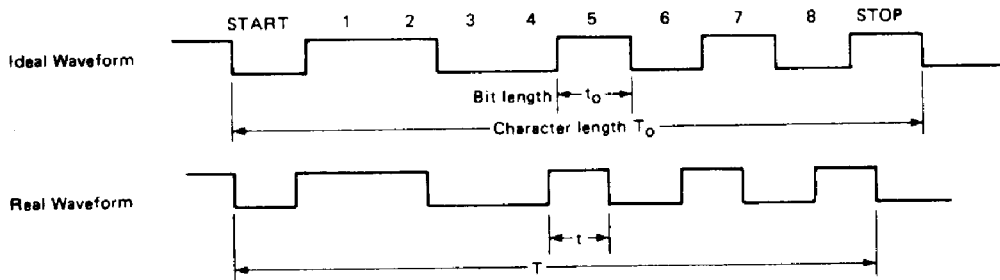 START 1 2 3 4 5 6 7 8 STOP
Ideal Waveform
Bit length t₀
Character length T₀
Real Waveform
t
T